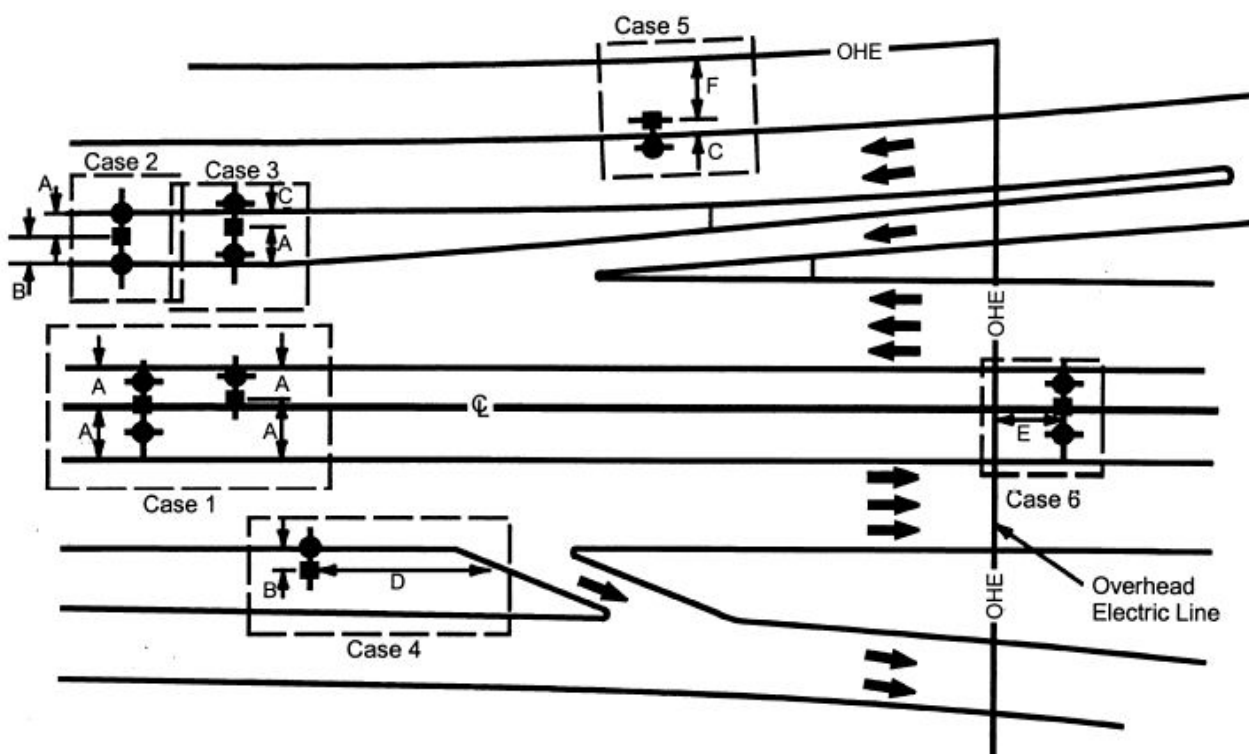 Case 5
OHE
F
C
Case 2
Case 3
A
C
A
B
OHE
A
A
A
A
℄
E
Case 1
Case 6
B
D
Overhead
Electric Line
OHE
Case 4